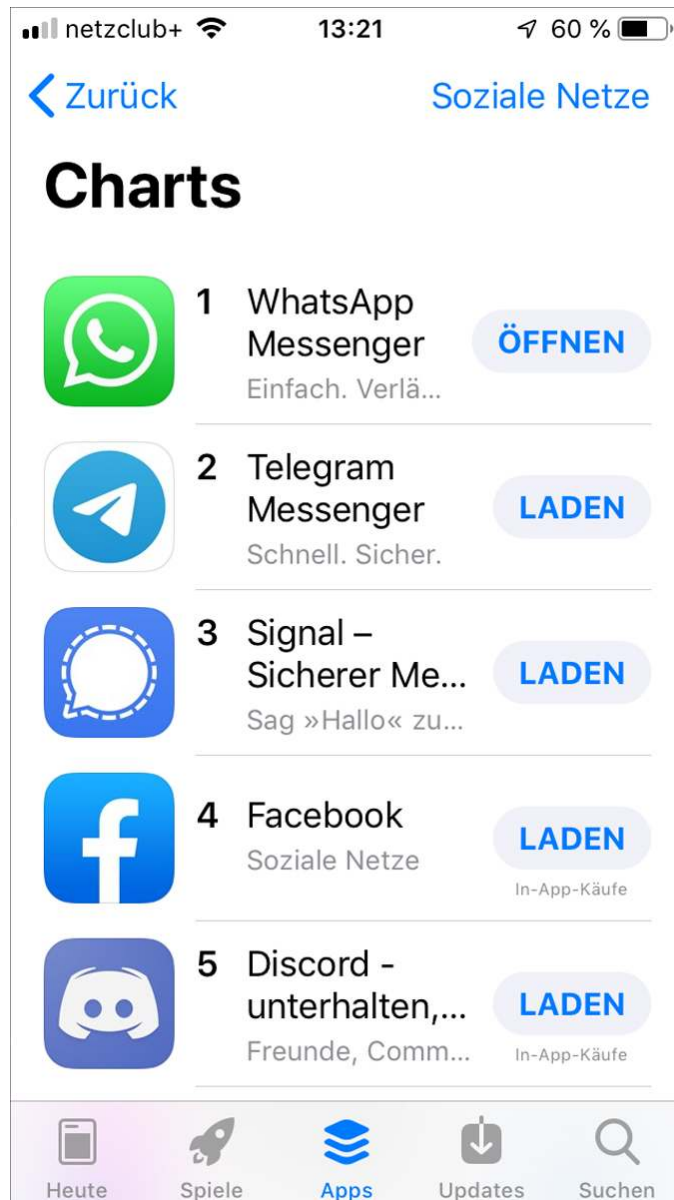 netzclub+ 13:21 60 %
Zurück Soziale Netze
Charts
1 WhatsApp
Messenger
ÖFFNEN
Einfach. Verlä...
2 Telegram
Messenger
LADEN
Schnell. Sicher.
3 Signal –
Sicherer Me...
LADEN
Sag »Hallo« zu...
4 Facebook
LADEN
Soziale Netze
In-App-Käufe
5 Discord -
unterhalten,...
LADEN
Freunde, Comm...
In-App-Käufe
Heute Spiele Apps Updates Suchen